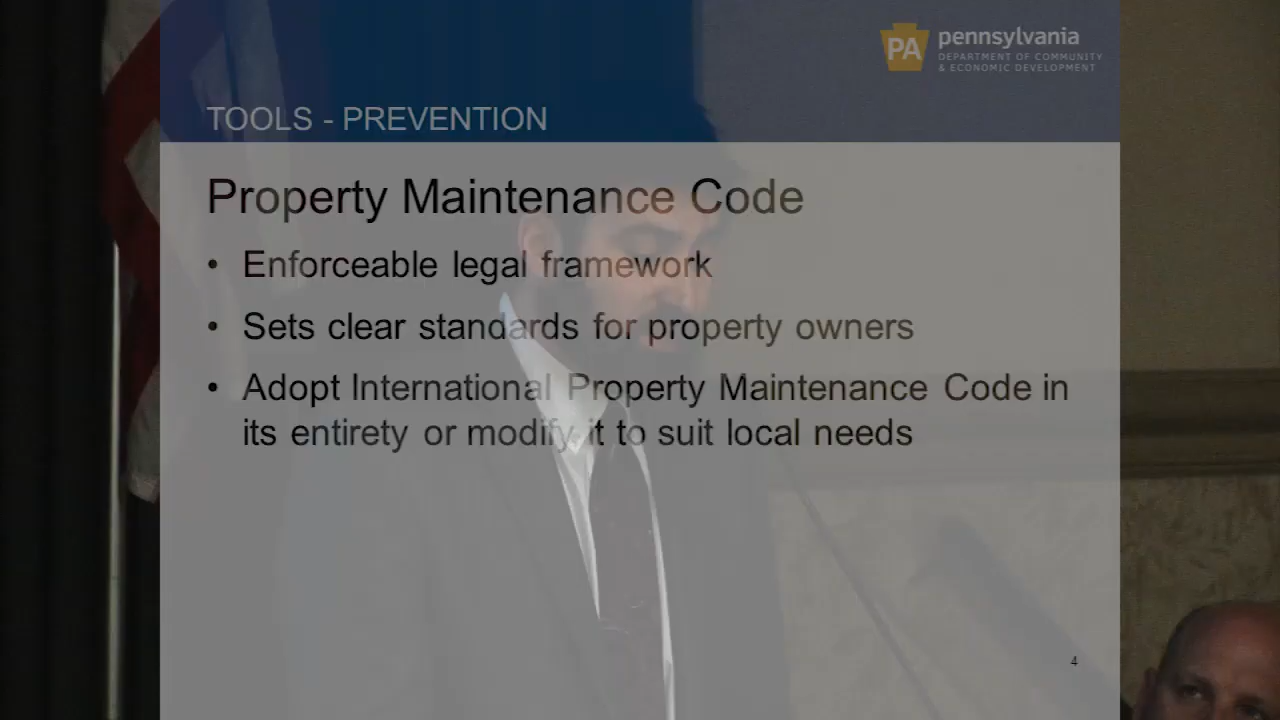 PA pennsylvania
DEPARTMENT OF COMMUNITY
& ECONOMIC DEVELOPMENT
TOOLS - PREVENTION
Property Maintenance Code
• Enforceable legal framework
• Sets clear standards for property owners
• Adopt International Property Maintenance Code in
its entirety or modify it to suit local needs
4